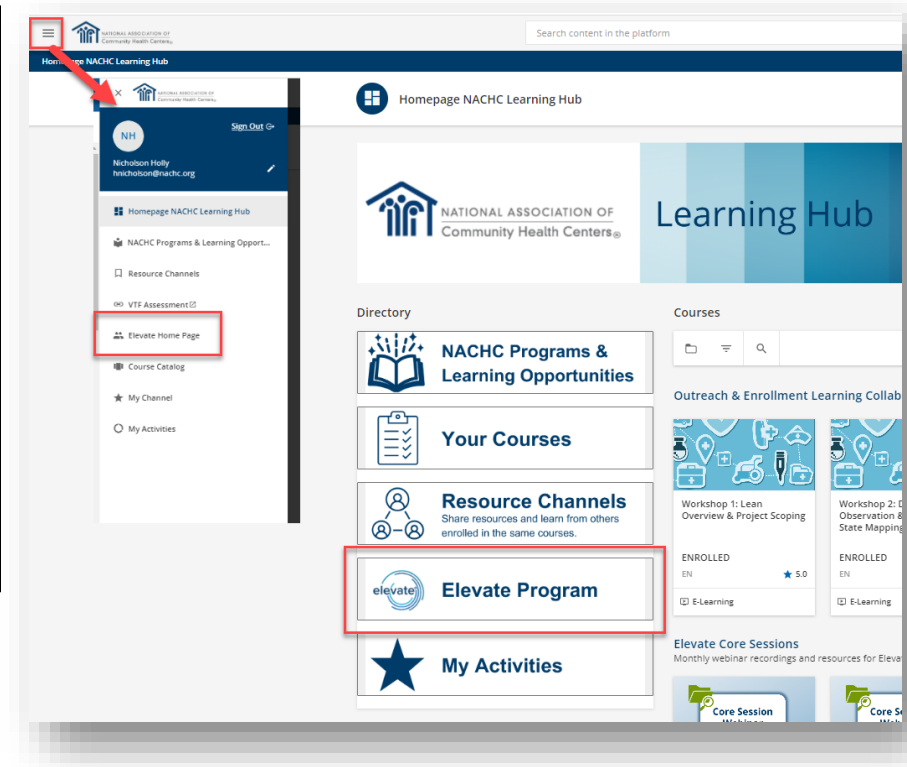 NATIONAL ASSOCIATION OF
Community Health Centers®
Search content in the platform
Homepage NACHC Learning Hub
NATIONAL ASSOCIATION OF
Community Health Centers®
Sign Out
NH
Nicholson Holly
hnicholson@nachc.org
Homepage NACHC Learning Hub
NACHC Programs & Learning Opport...
Resource Channels
VTF Assessment
Elevate Home Page
Course Catalog
My Channel
My Activities
Homepage NACHC Learning Hub
NATIONAL ASSOCIATION OF
Community Health Centers®
Learning Hub
Directory
NACHC Programs &
Learning Opportunities
Your Courses
Resource Channels
Share resources and learn from others
enrolled in the same courses.
elevate
Elevate Program
My Activities
Courses
Outreach & Enrollment Learning Collab
Workshop 1: Lean
Overview & Project Scoping
ENROLLED
EN
5.0
E-Learning
Workshop 2: D
Observation &
State Mapping
ENROLLED
EN
E-Learning
Elevate Core Sessions
Monthly webinar recordings and resources for Eleva
Core Session
Webinar
Core Se